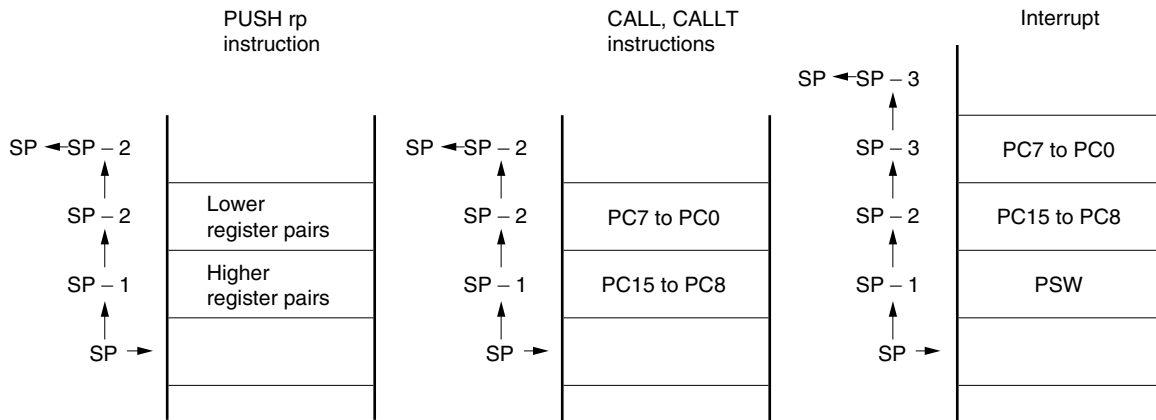 PUSH rp
instruction
SP ← SP – 2
SP – 2
SP – 1
SP
Lower
register pairs
Higher
register pairs
CALL, CALLT
instructions
SP ← SP – 2
SP – 2
SP – 1
SP
PC7 to PC0
PC15 to PC8
Interrupt
SP ← SP – 3
SP – 3
SP – 2
SP – 1
SP
PC7 to PC0
PC15 to PC8
PSW